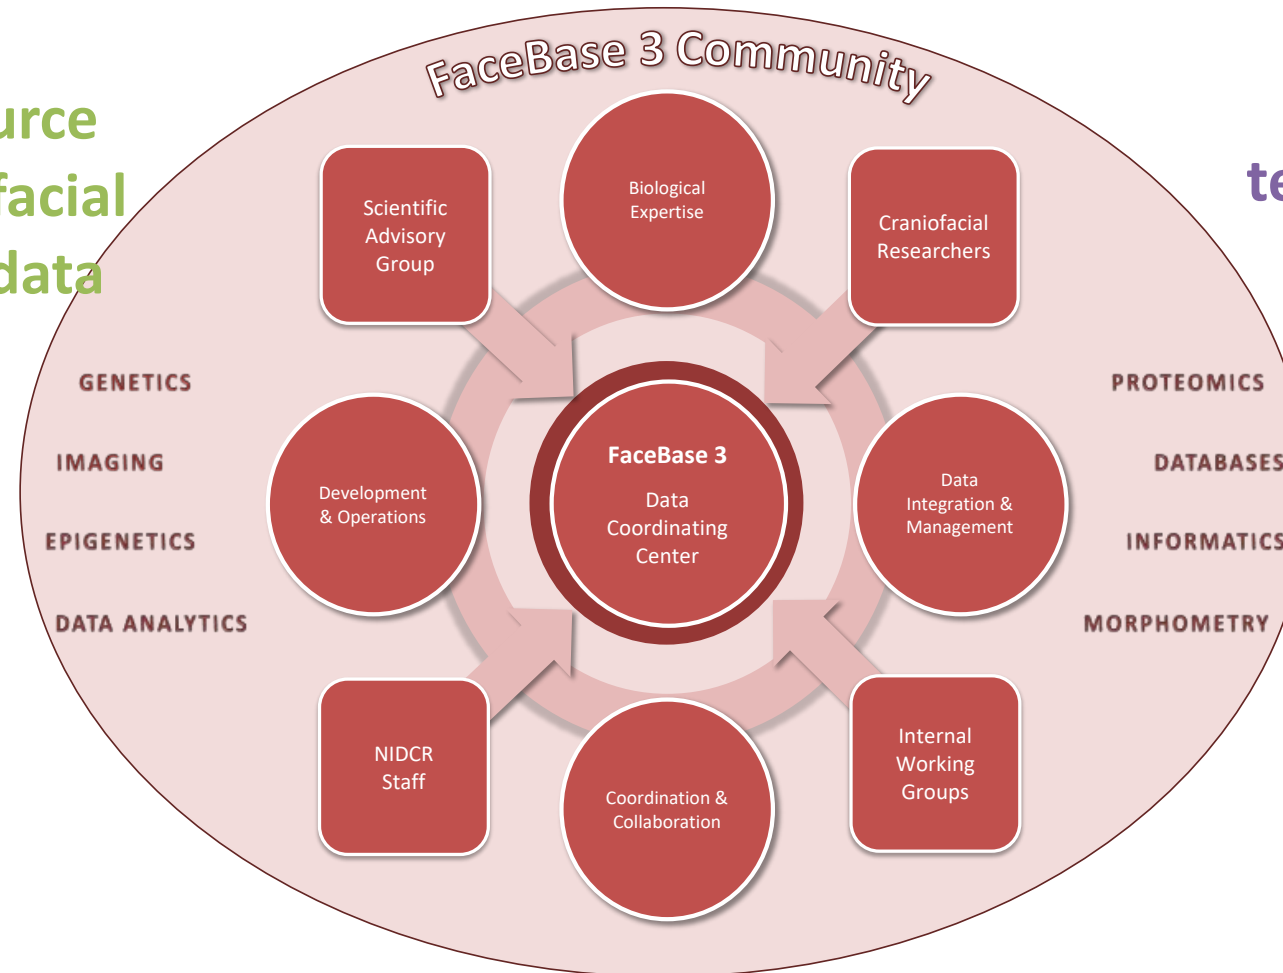 FaceBase 3 Community
facial
data
Scientific
Advisory
Group
Biological
Expertise
Craniofacial
Researchers
GENETICS
IMAGING
EPIGENETICS
DATA ANALYTICS
PROTEOMICS
DATABASES
INFORMATICS
MORPHOMETRY
Development
& Operations
FaceBase 3
Data
Coordinating
Center
Data
Integration &
Management
NIDCR
Staff
Coordination &
Collaboration
Internal
Working
Groups